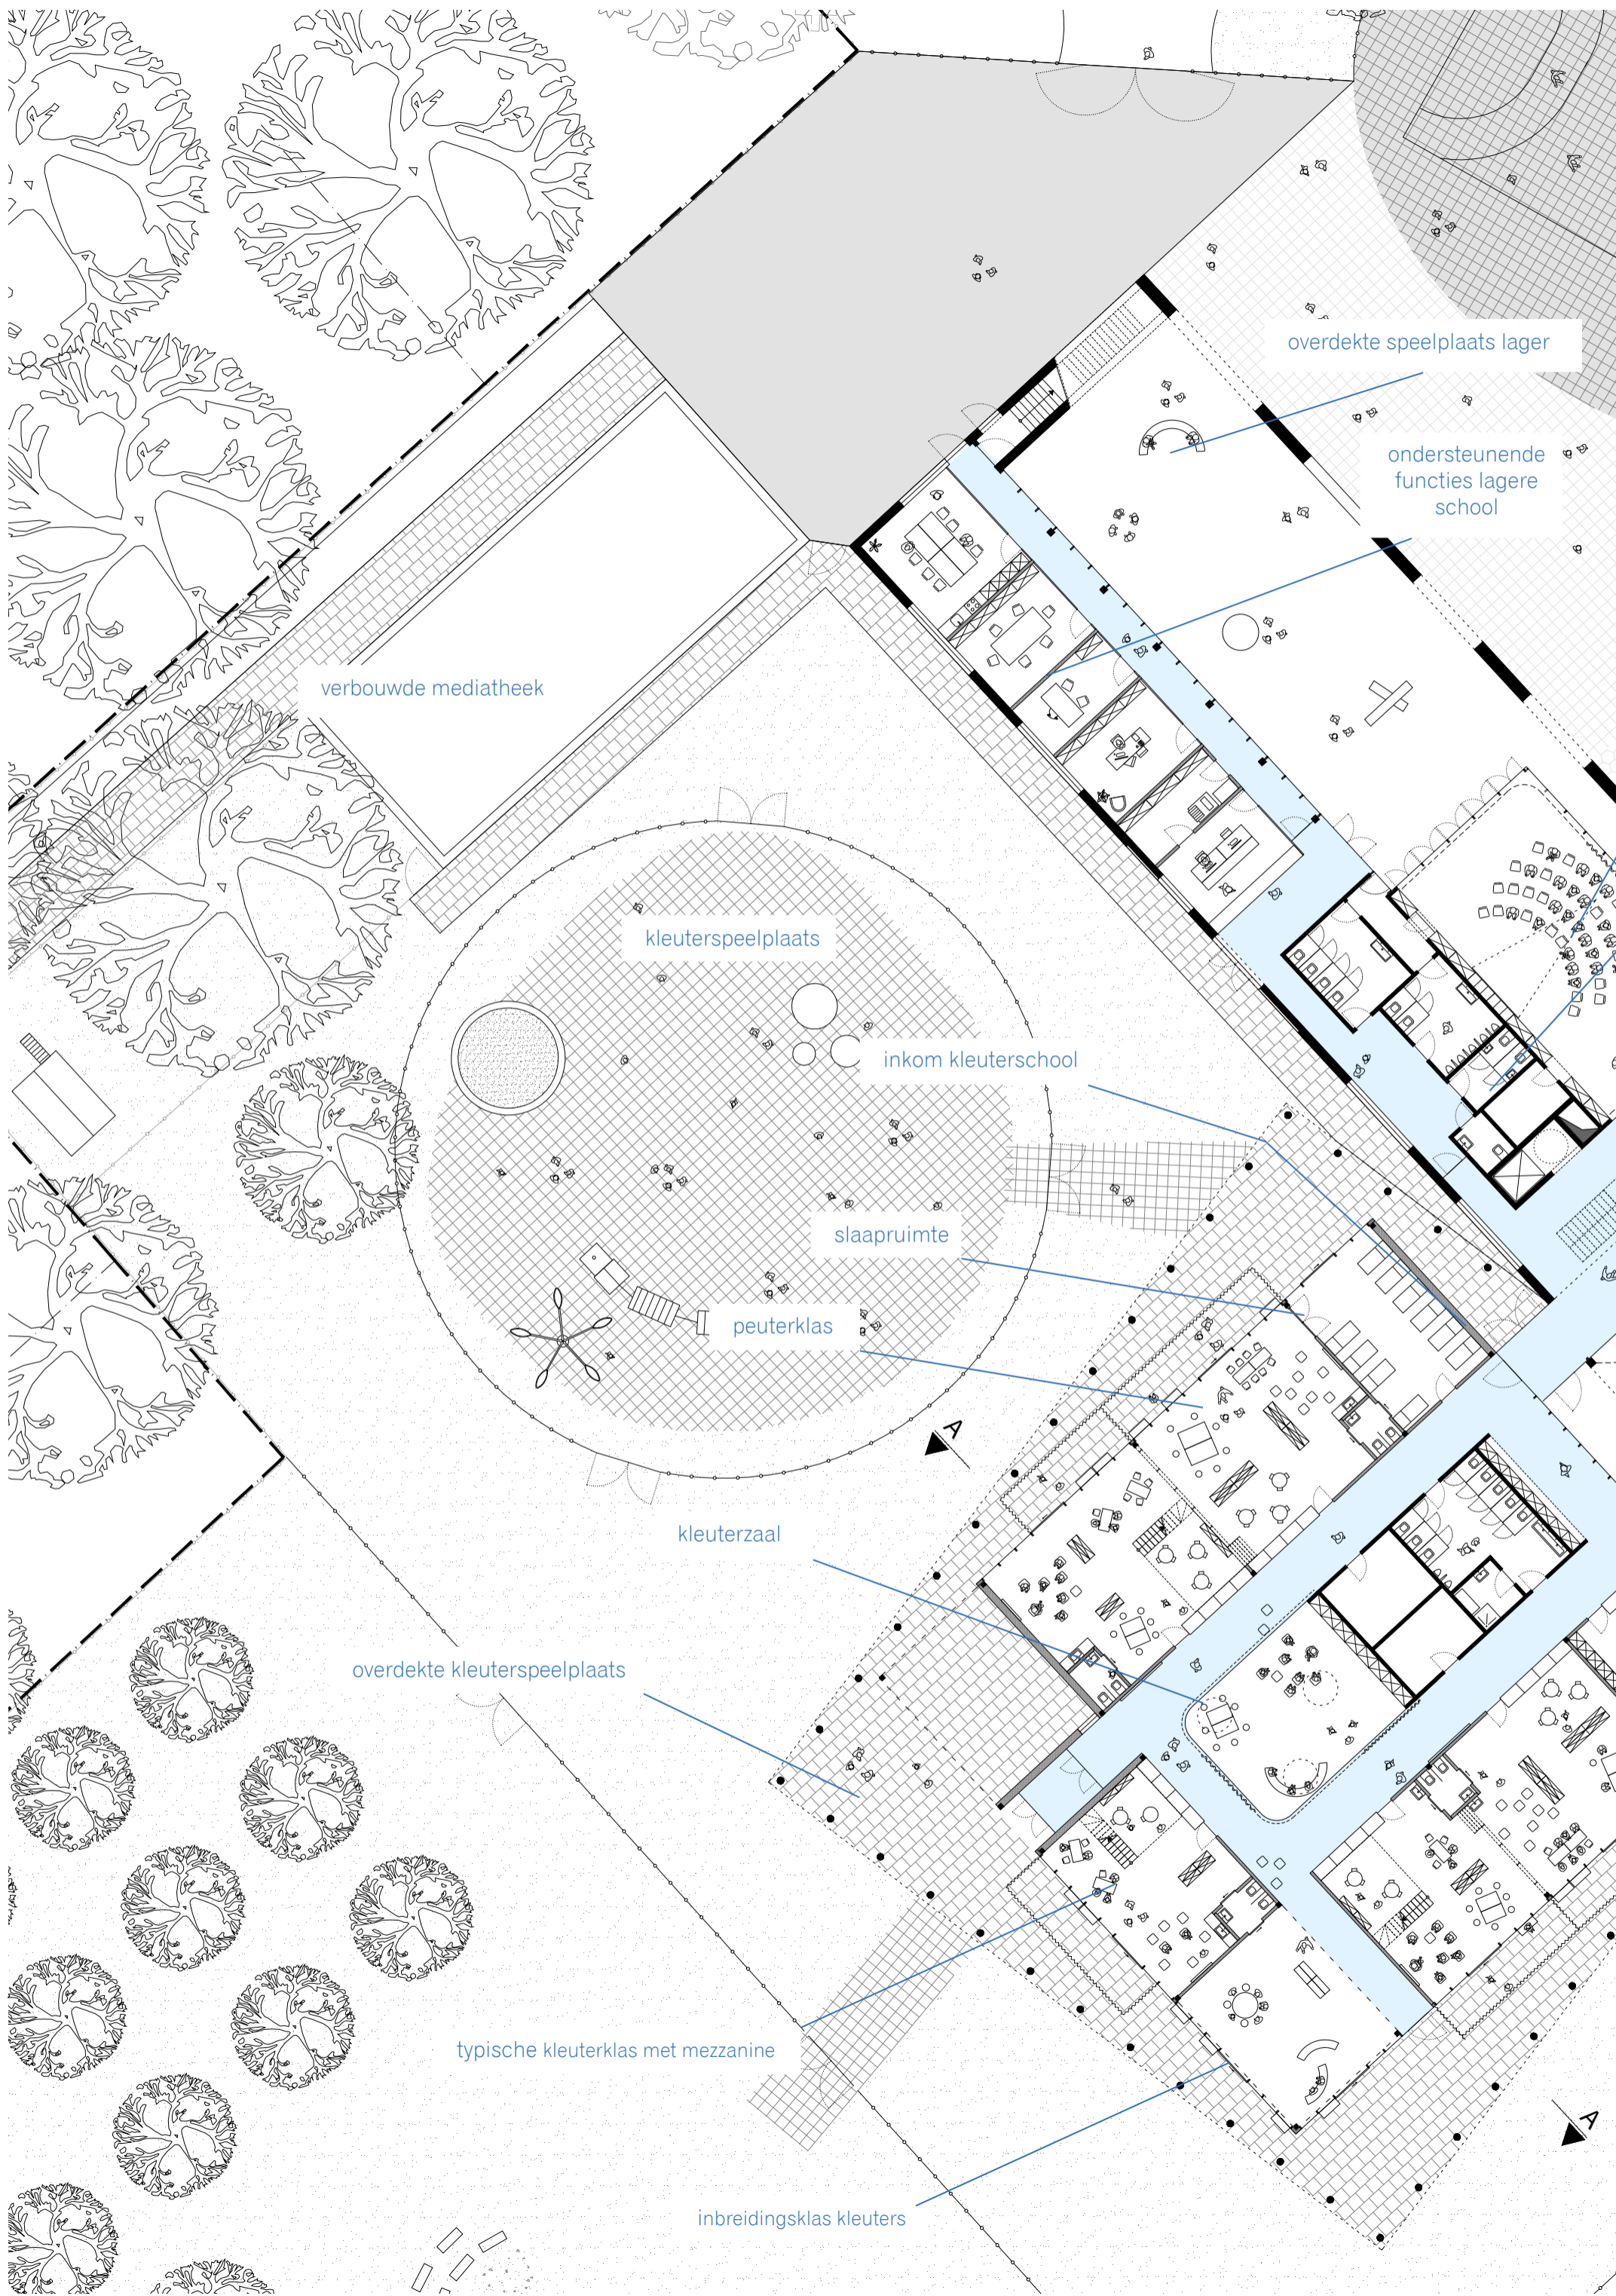 overdekte speelplaats lager
ondersteunende
functies lagere
school
verbouwde mediatheek
kleuterspeelplaats
inkom kleuterschool
slaapruimte
peuterklas
A
kleuterzaal
overdekte kleuterspeelplaats
typische kleuterklas met mezzanine
A
inbreidingsklas kleuters